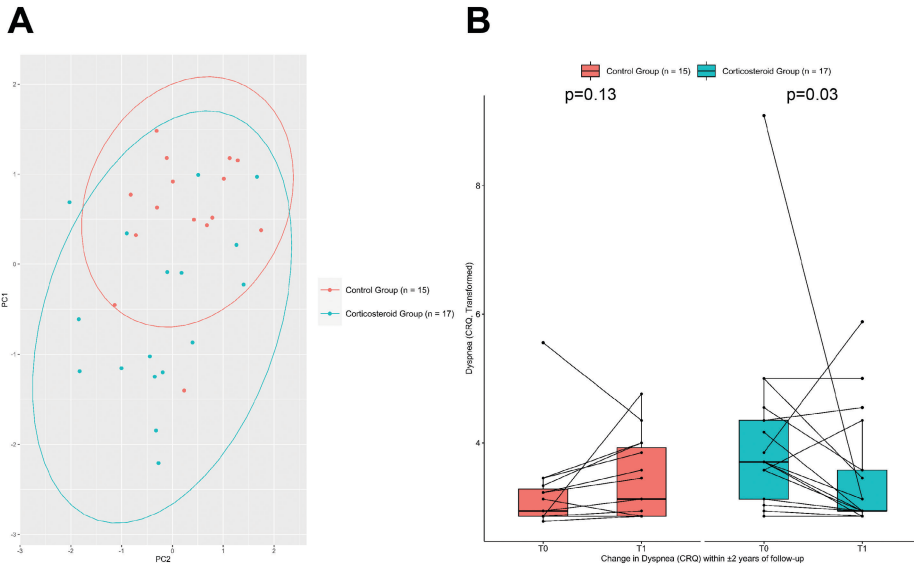 A
2
1
0
-1
-2
-3
PC1
-3
-2
-1
0
1
2
PC2
Control Group (n = 15)
Corticosteroid Group (n = 17)
B
Control Group (n = 15) Corticosteroid Group (n = 17)
p=0.13 p=0.03
8
6
4
Dyspnea (CRQ, Transformed)
T0 T1 T0 T1
Change in Dyspnea (CRQ) within ±2 years of follow-up